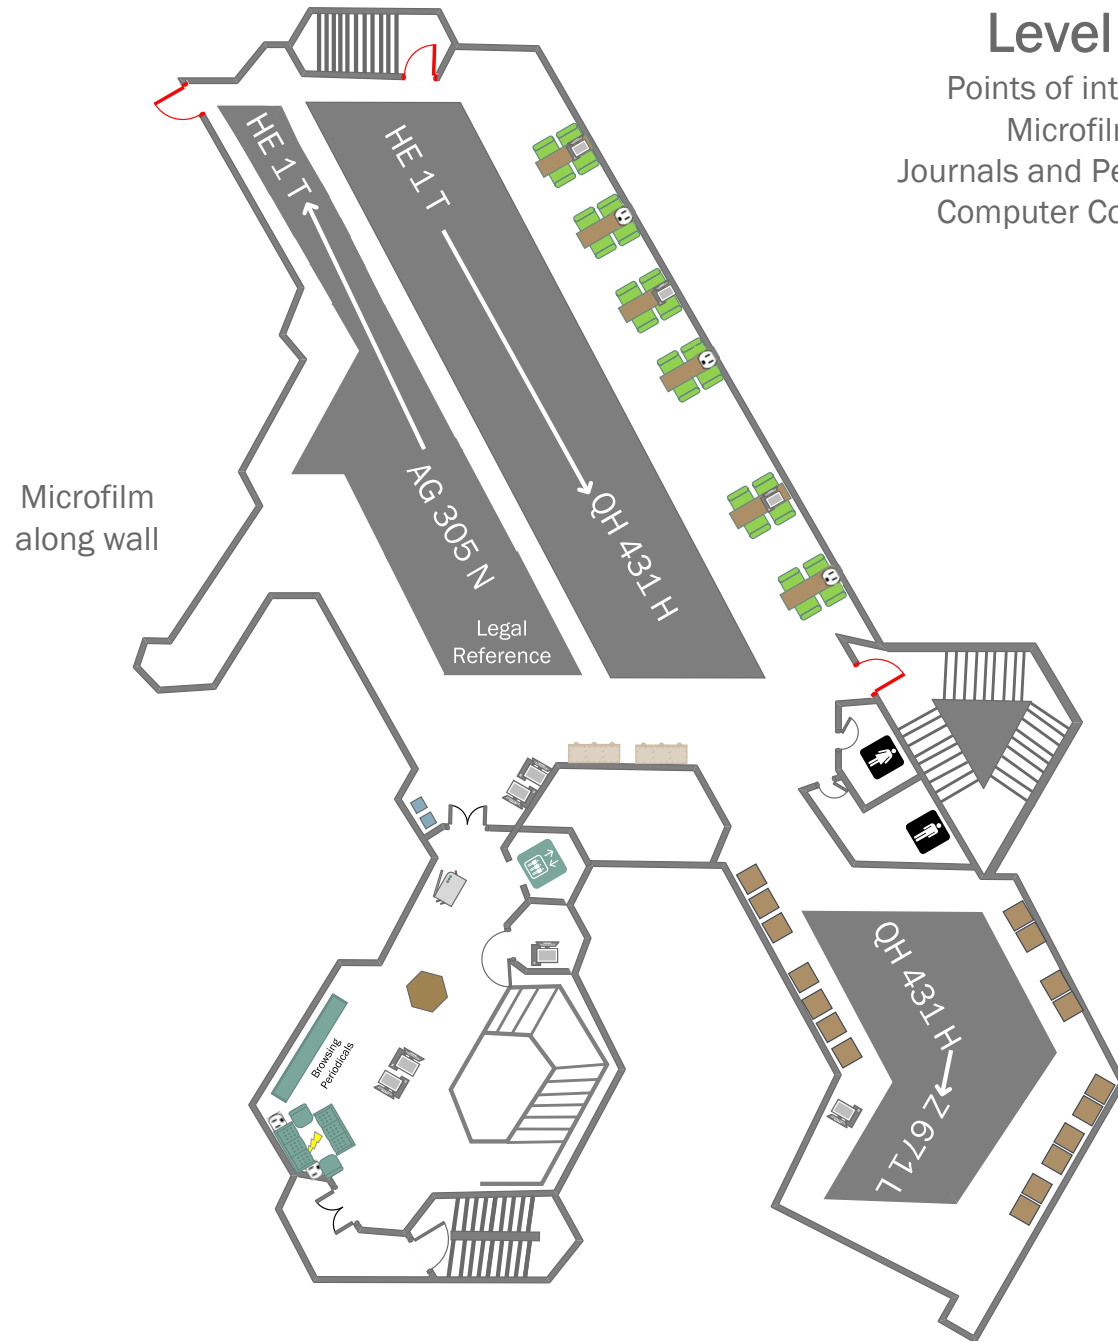 Level
Points of int
Microfil
Journals and Pe
Computer Co
HE 1 T
HE 1 T
AG 305 N
QH 431 H
Legal
Reference
Microfilm
along wall
QH 431 H
Z 671 L
Browsing
Periodicals